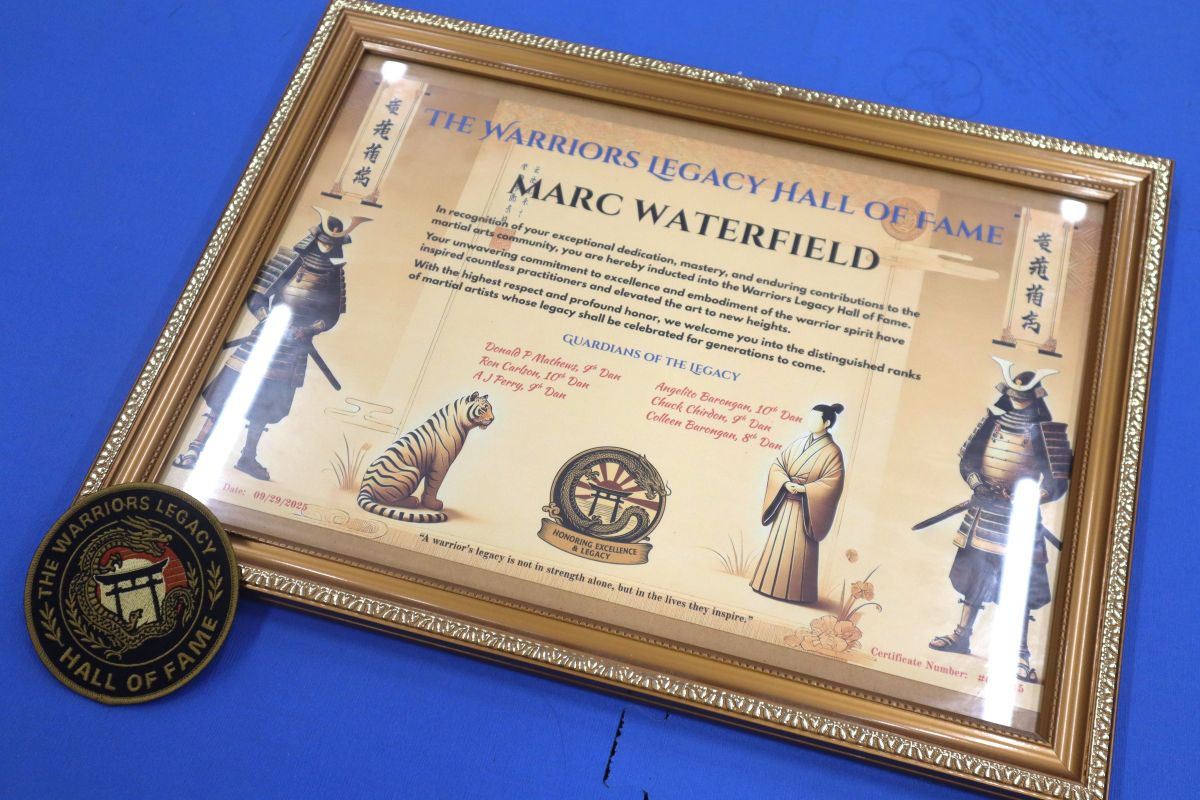 THE WARRIORS LEGACY HALL OF FAME
MARC WATERFIELD
In recognition of your exceptional dedication, mastery, and enduring contributions to the
martial arts community, you are hereby inducted into the Warriors Legacy Hall of Fame.
Your unwavering commitment to excellence and embodiment of the warrior spirit have
inspired countless practitioners and elevated the art to new heights.
With the highest respect and profound honor, we welcome you into the distinguished ranks
of martial artists whose legacy shall be celebrated for generations to come.
GUARDIANS OF THE LEGACY
Donald P Mathews, 9th Dan
Ron Carlson, 10th Dan
A J Perry, 9th Dan
Angelito Barongan, 10th Dan
Chuck Chirdon, 9th Dan
Colleen Barongan, 8th Dan
HONORING EXCELLENCE
& LEGACY
Date: 09/29/2025
"A warrior's legacy is not in strength alone, but in the lives they inspire."
Certificate Number:
THE WARRIORS LEGACY
HALL OF FAME